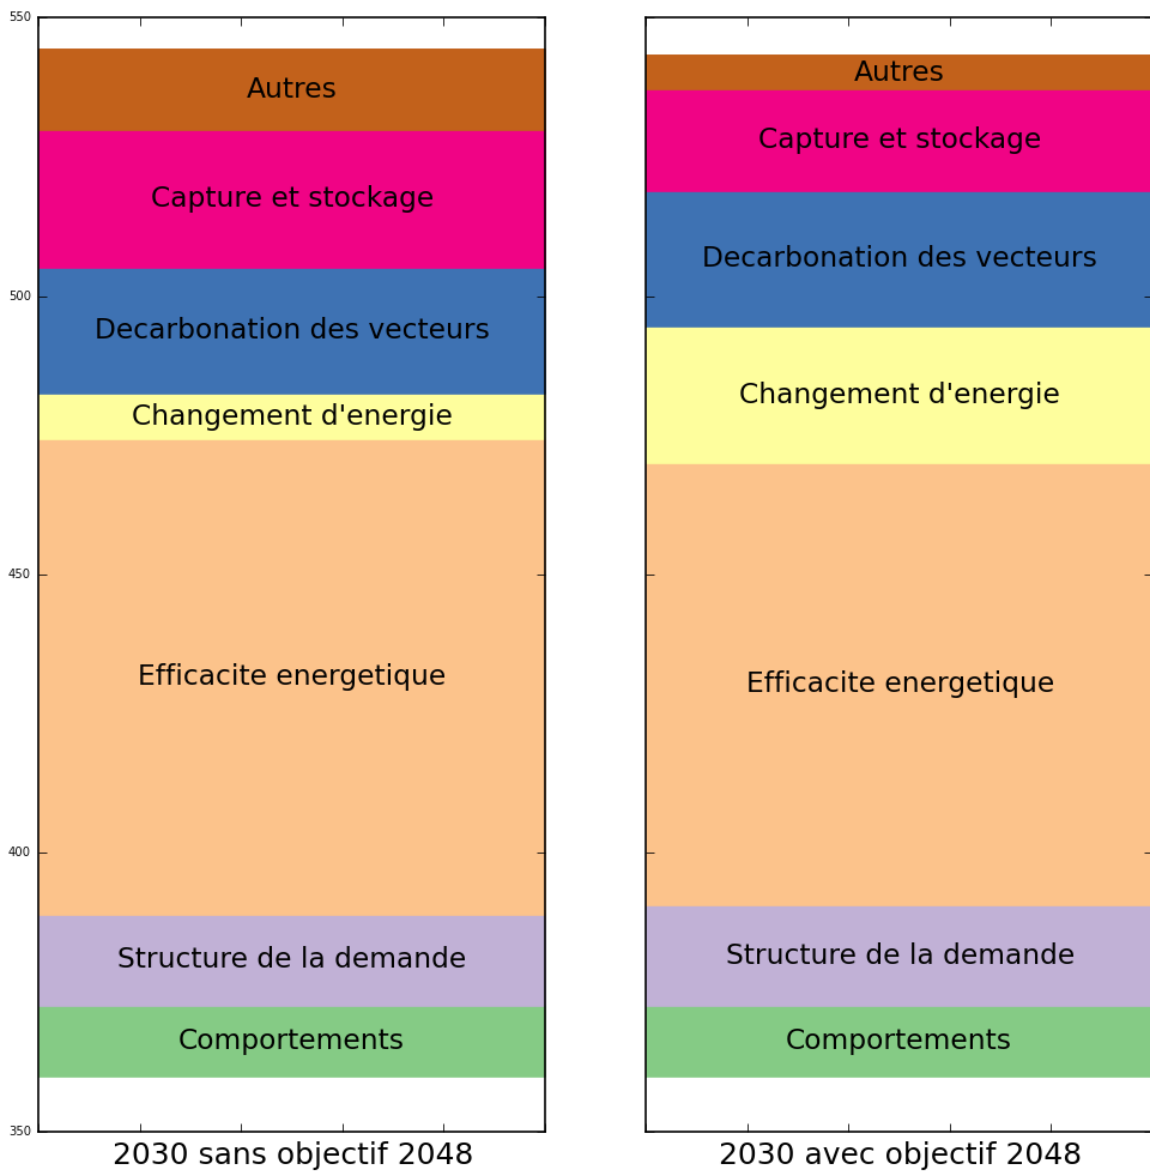 550
500
450
400
350
Autres
Capture et stockage
Decarbonation des vecteurs
Changement d'energie
Efficacite energetique
Structure de la demande
Comportements
2030 sans objectif 2048
Autres
Capture et stockage
Decarbonation des vecteurs
Changement d'energie
Efficacite energetique
Structure de la demande
Comportements
2030 avec objectif 2048